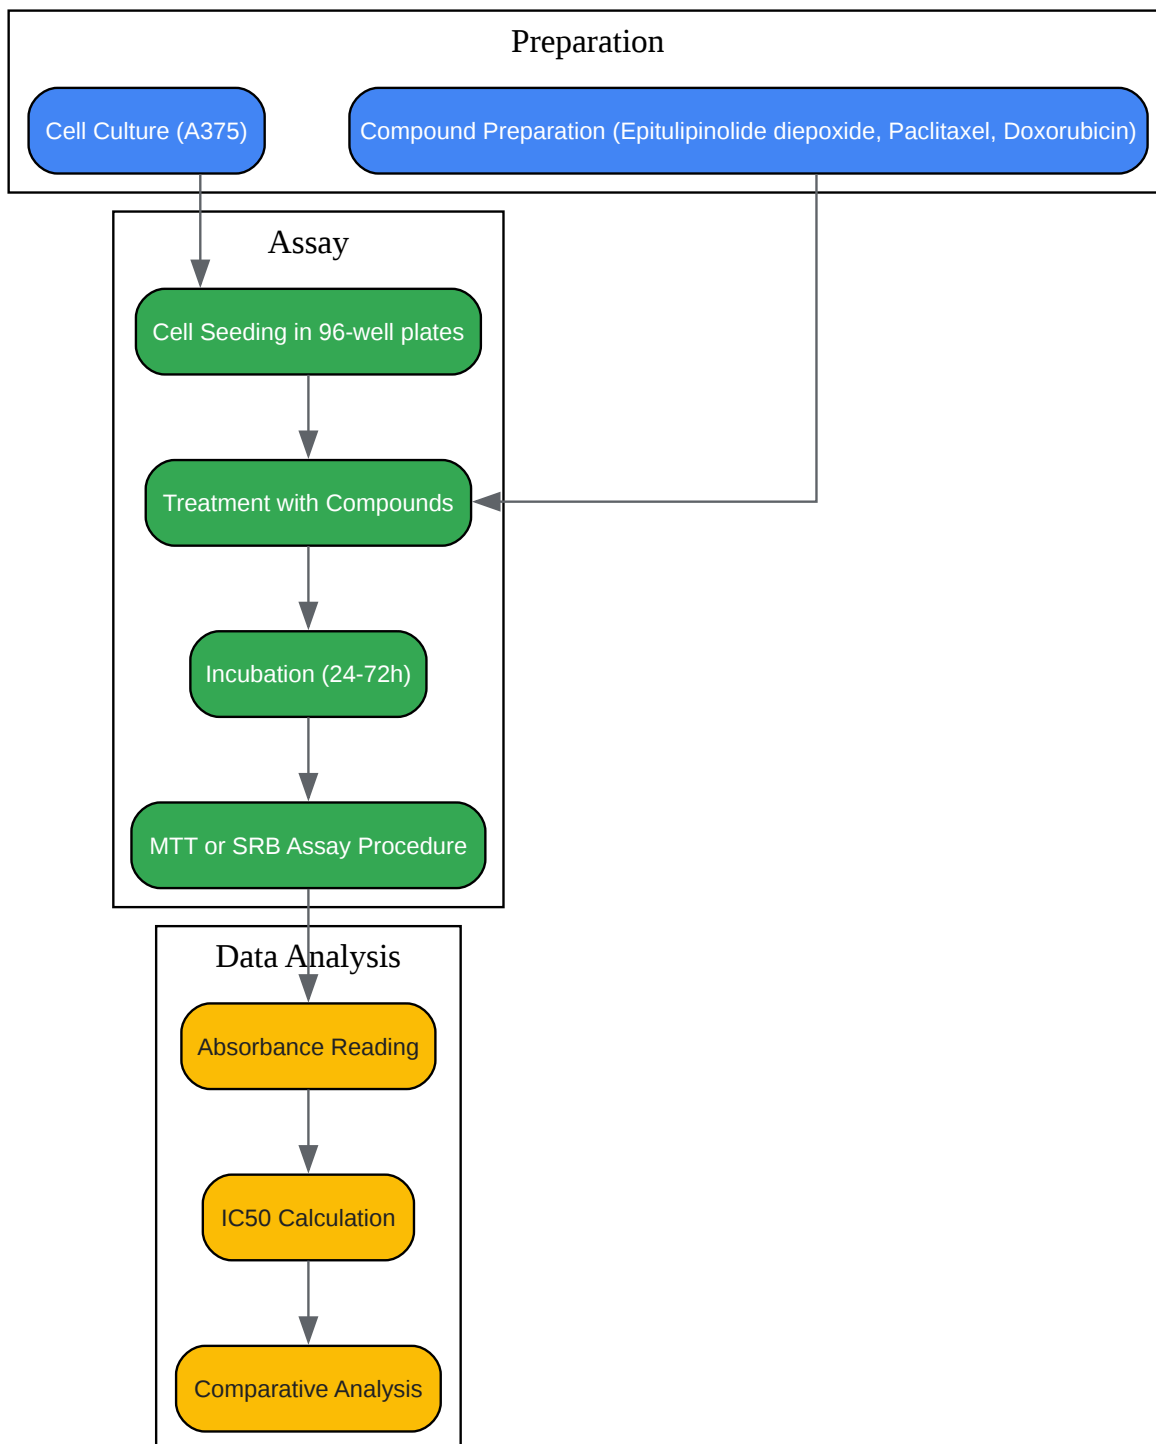 Preparation
Cell Culture (A375)
Compound Preparation (Epitulipinolide diepoxide, Paclitaxel, Doxorubicin)
Assay
Cell Seeding in 96-well plates
Treatment with Compounds
Incubation (24-72h)
MTT or SRB Assay Procedure
Data Analysis
Absorbance Reading
IC50 Calculation
Comparative Analysis